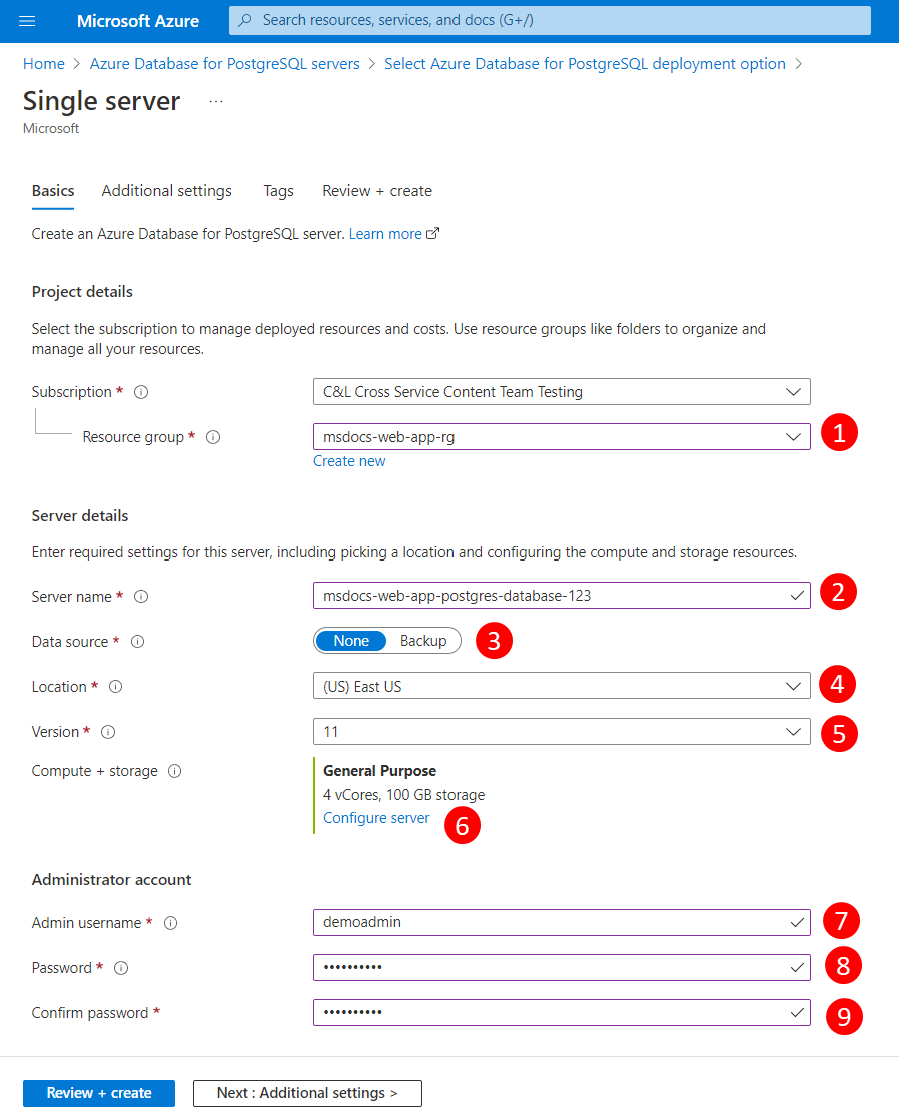 Microsoft Azure
Search resources, services, and docs (G+/)
Home > Azure Database for PostgreSQL servers > Select Azure Database for PostgreSQL deployment option >
Single server ...
Microsoft
Basics Additional settings Tags Review + create
Create an Azure Database for PostgreSQL server. Learn more
Project details
Select the subscription to manage deployed resources and costs. Use resource groups like folders to organize and
manage all your resources.
Subscription * C&L Cross Service Content Team Testing
Resource group * msdocs-web-app-rg 1
Create new
Server details
Enter required settings for this server, including picking a location and configuring the compute and storage resources.
Server name * msdocs-web-app-postgres-database-123 2
Data source * None Backup 3
Location * (US) East US 4
Version * 11 5
Compute + storage General Purpose
4 vCores, 100 GB storage
Configure server 6
Administrator account
Admin username * demoadmin 7
Password * •••••••••• 8
Confirm password * •••••••••• 9
Review + create Next : Additional settings >